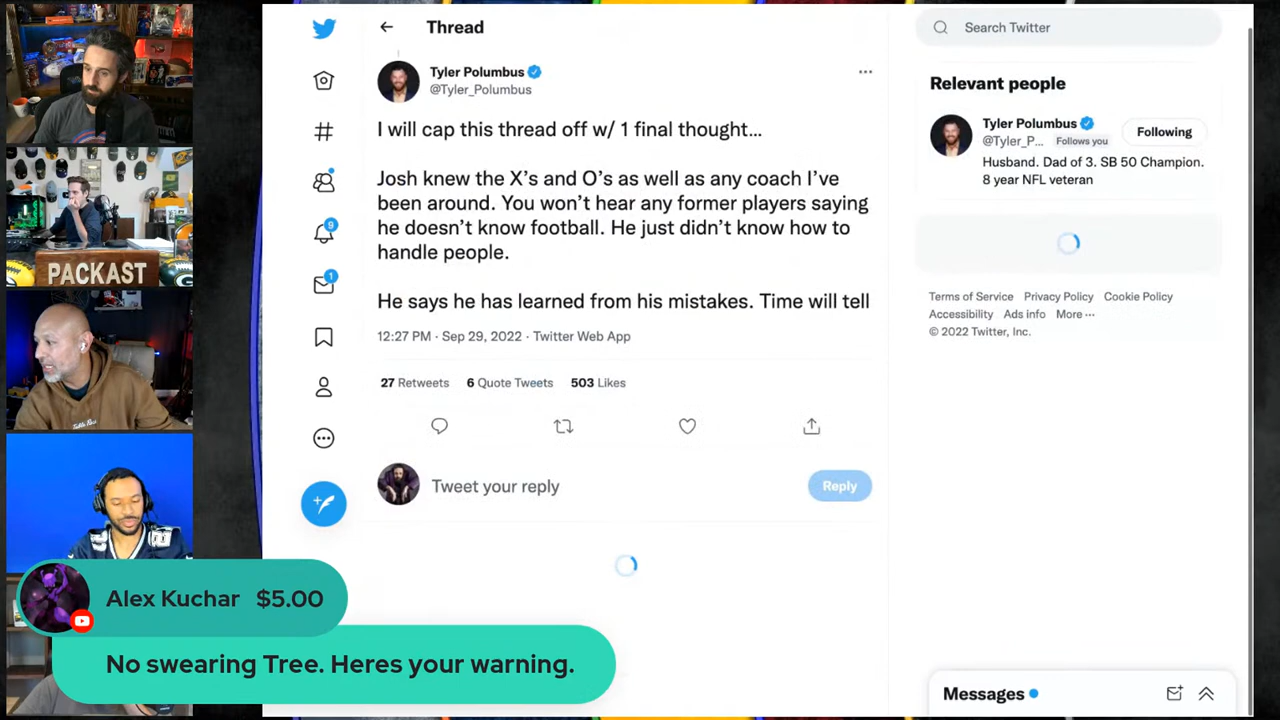 PACKAST
Thread
Tyler Polumbus
@Tyler_Polumbus
I will cap this thread off w/ 1 final thought...
Josh knew the X's and O's as well as any coach I've
been around. You won't hear any former players saying
he doesn't know football. He just didn't know how to
handle people.
He says he has learned from his mistakes. Time will tell
12:27 PM · Sep 29, 2022 · Twitter Web App
27 Retweets 6 Quote Tweets 503 Likes
Tweet your reply
Reply
9
1
Search Twitter
Relevant people
Tyler Polumbus
@Tyler_P... Follows you
Following
Husband. Dad of 3. SB 50 Champion.
8 year NFL veteran
Terms of Service Privacy Policy Cookie Policy
Accessibility Ads info More ···
© 2022 Twitter, Inc.
Messages
Alex Kuchar $5.00
No swearing Tree. Heres your warning.